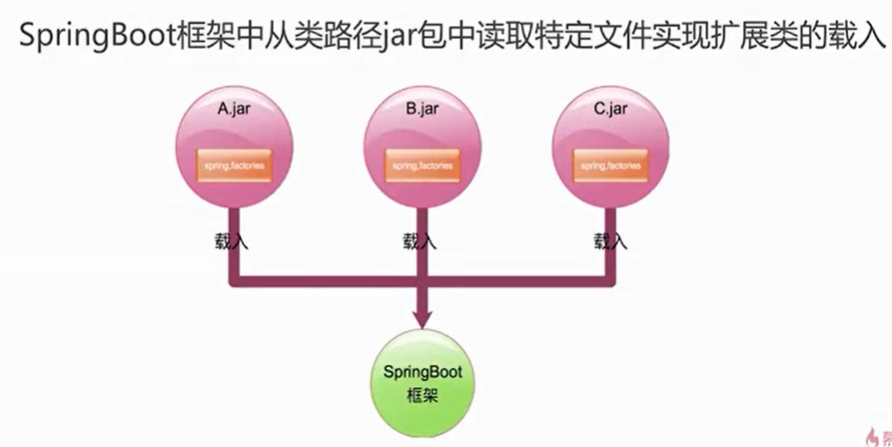 SpringBoot框架中从类路径jar包中读取特定文件实现扩展类的载入
A.jar
B.jar
C.jar
spring,factories
spring,factories
spring,factories
载入
载入
载入
SpringBoot
框架